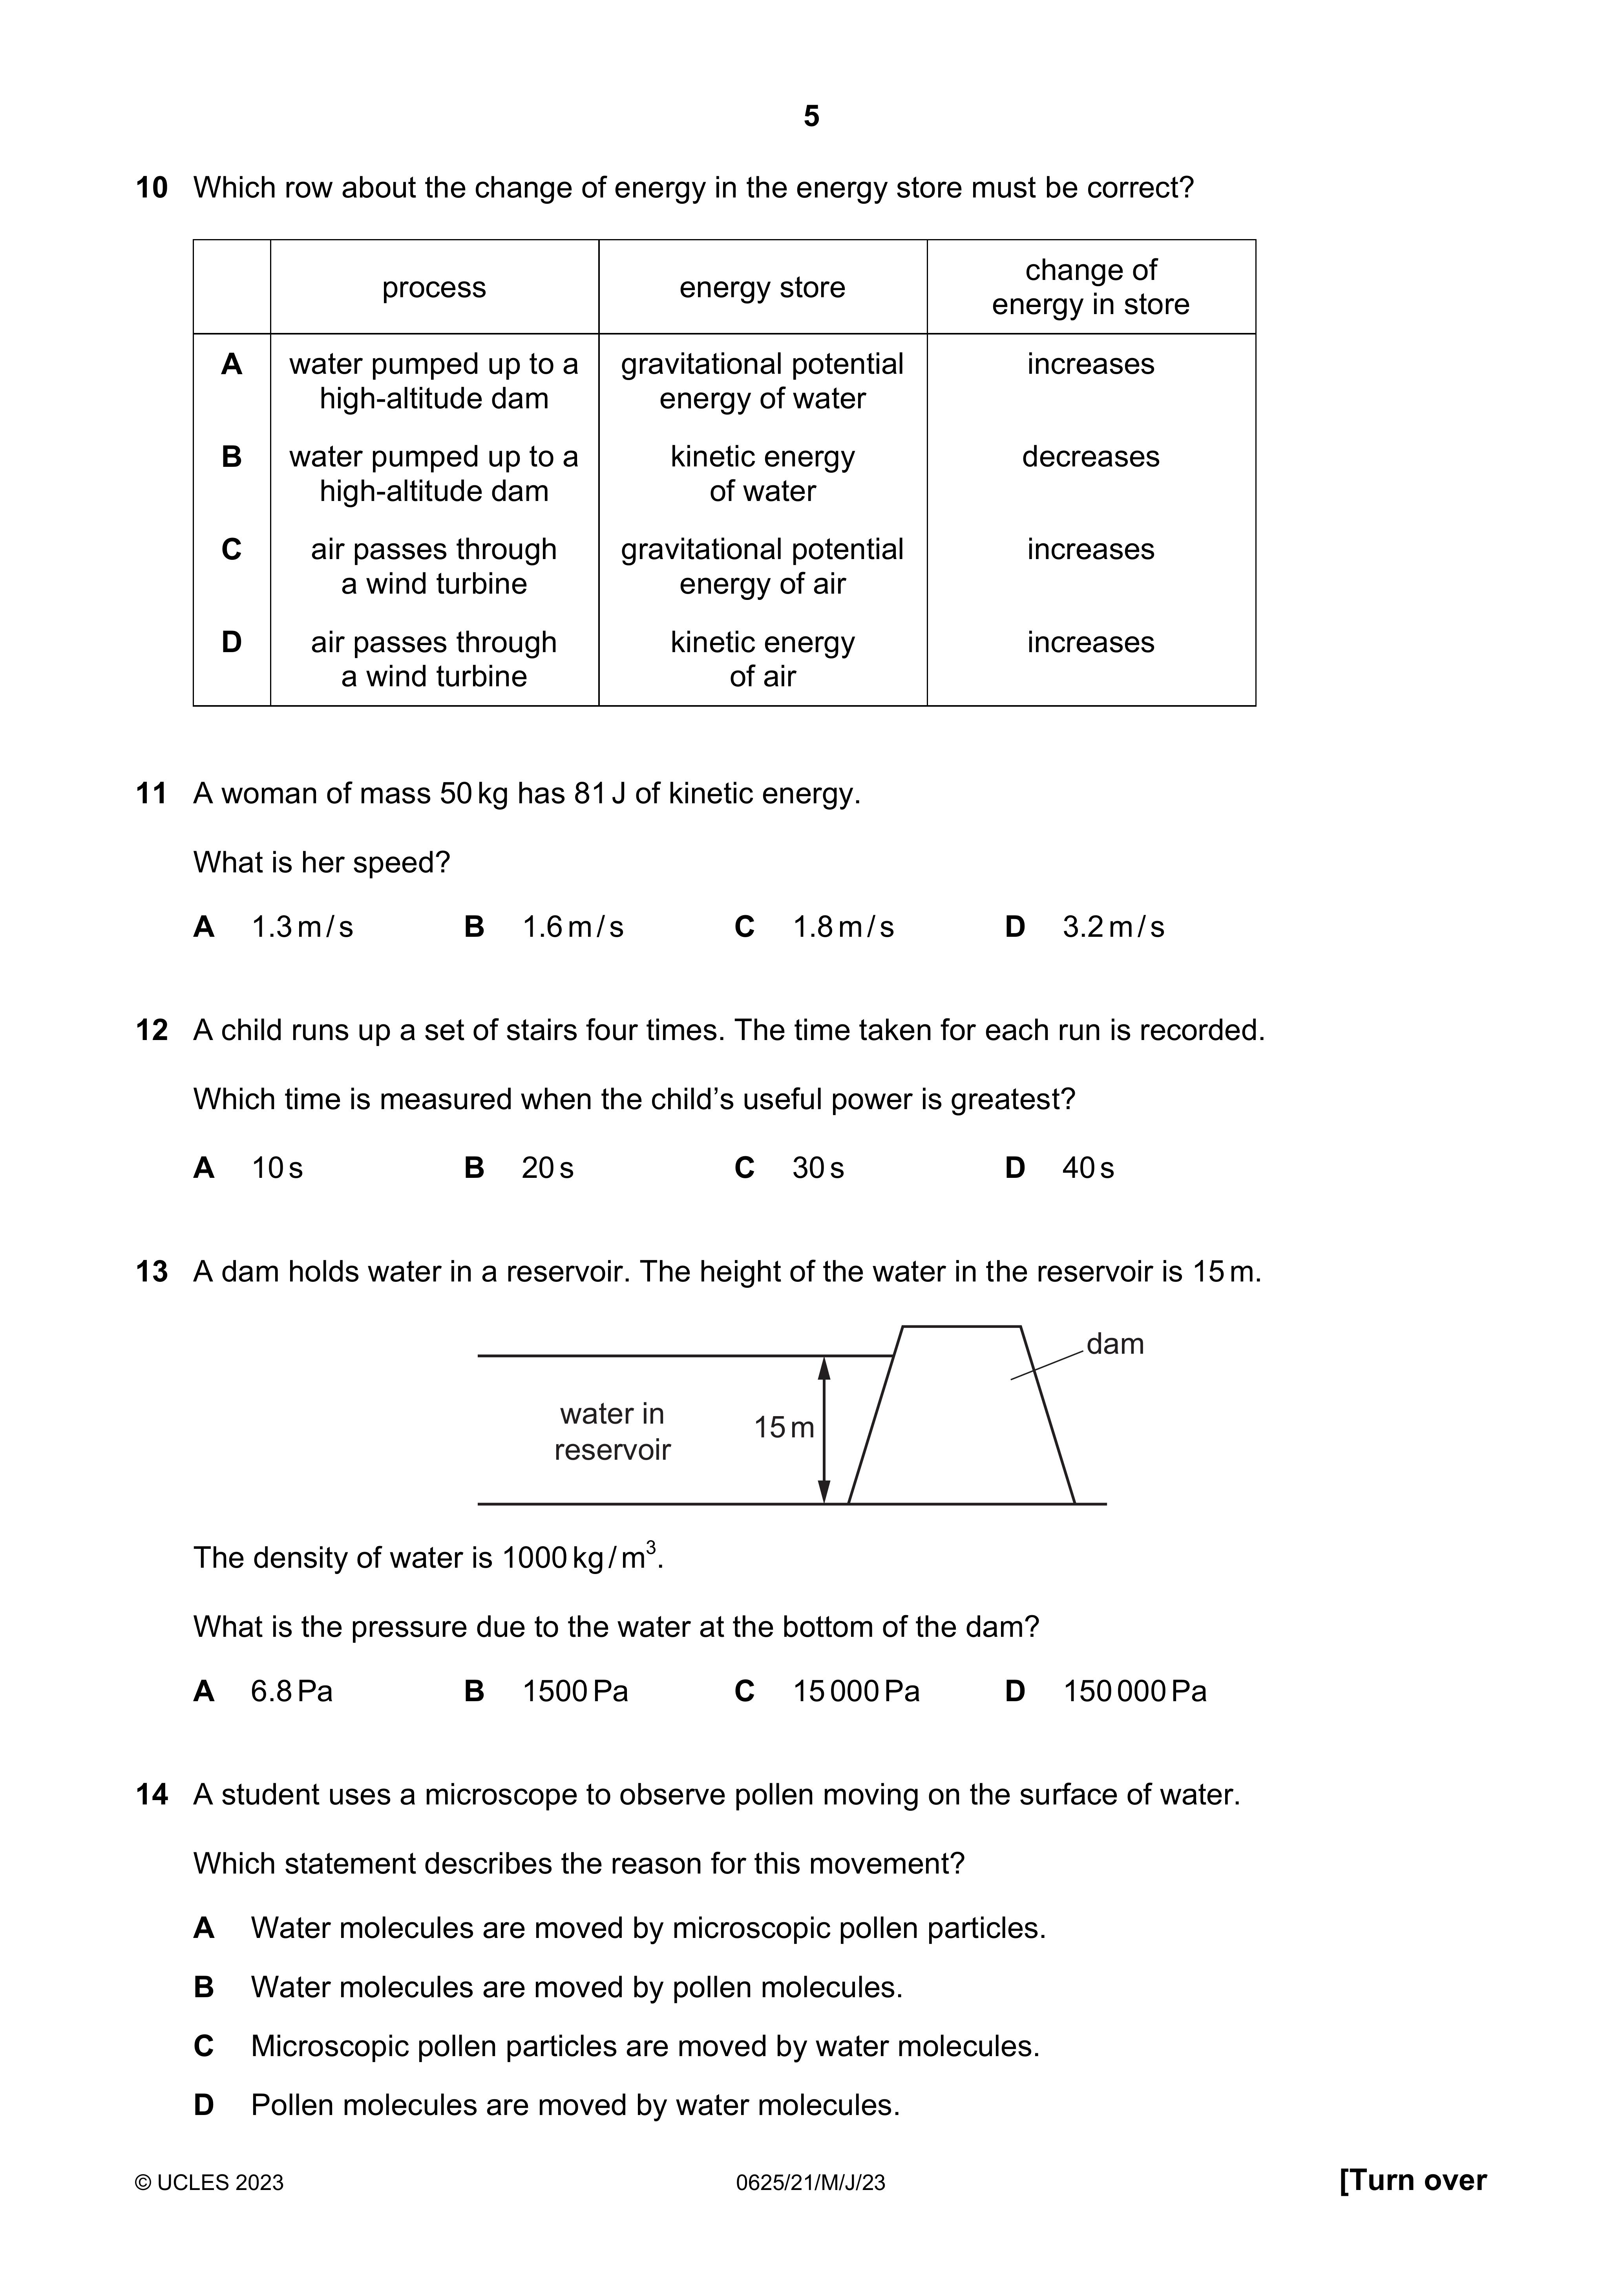 5
10 Which row about the change of energy in the energy store must be correct?
process energy store change of energy in store
A water pumped up to a high-altitude dam gravitational potential energy of water increases
B water pumped up to a high-altitude dam kinetic energy of water decreases
C air passes through a wind turbine gravitational potential energy of air increases
D air passes through a wind turbine kinetic energy of air increases
11 A woman of mass 50 kg has 81 J of kinetic energy.
What is her speed?
A 1.3 m / s B 1.6 m / s C 1.8 m / s D 3.2 m / s
12 A child runs up a set of stairs four times. The time taken for each run is recorded.
Which time is measured when the child’s useful power is greatest?
A 10 s B 20 s C 30 s D 40 s
13 A dam holds water in a reservoir. The height of the water in the reservoir is 15 m.
dam
water in
reservoir
15 m
The density of water is 1000 kg / m³.
What is the pressure due to the water at the bottom of the dam?
A 6.8 Pa B 1500 Pa C 15 000 Pa D 150 000 Pa
14 A student uses a microscope to observe pollen moving on the surface of water.
Which statement describes the reason for this movement?
A Water molecules are moved by microscopic pollen particles.
B Water molecules are moved by pollen molecules.
C Microscopic pollen particles are moved by water molecules.
D Pollen molecules are moved by water molecules.
© UCLES 2023 0625/21/M/J/23 [Turn over